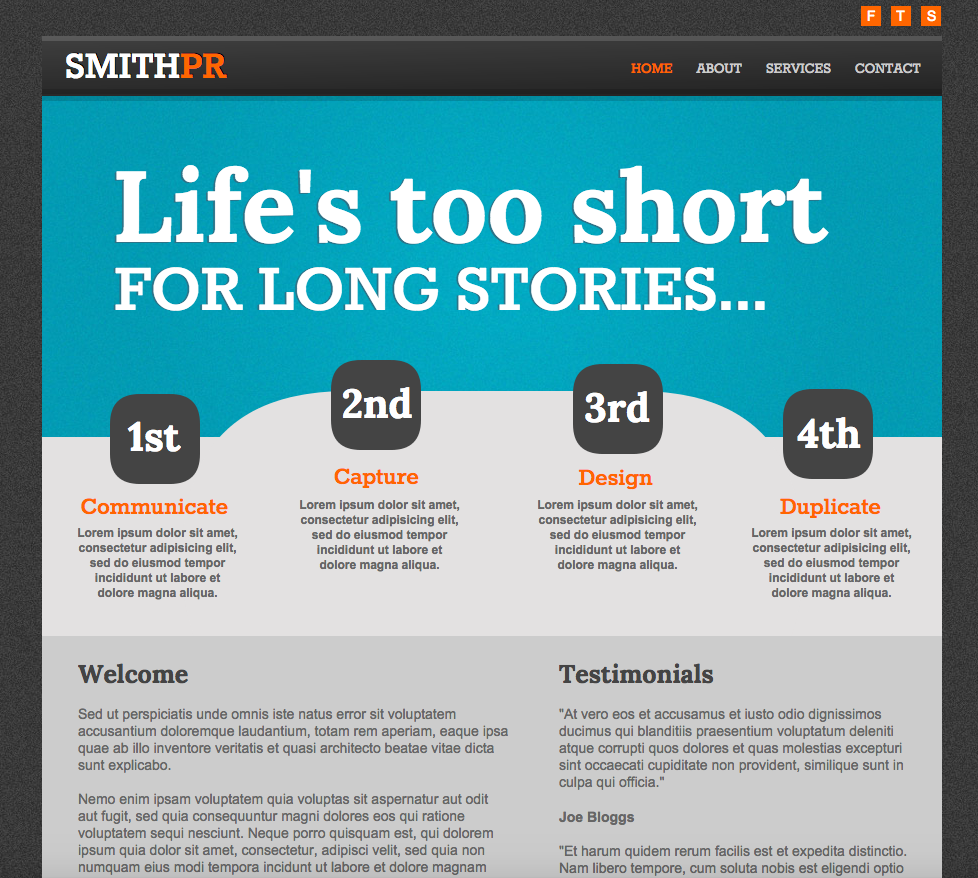 F T S
SMITHPR
HOME ABOUT SERVICES CONTACT
Life's too short
FOR LONG STORIES...
1st
Communicate
Lorem ipsum dolor sit amet,
consectetur adipisicing elit,
sed do eiusmod tempor
incididunt ut labore et
dolore magna aliqua.
2nd
Capture
Lorem ipsum dolor sit amet,
consectetur adipisicing elit,
sed do eiusmod tempor
incididunt ut labore et
dolore magna aliqua.
3rd
Design
Lorem ipsum dolor sit amet,
consectetur adipisicing elit,
sed do eiusmod tempor
incididunt ut labore et
dolore magna aliqua.
4th
Duplicate
Lorem ipsum dolor sit amet,
consectetur adipisicing elit,
sed do eiusmod tempor
incididunt ut labore et
dolore magna aliqua.
Welcome
Sed ut perspiciatis unde omnis iste natus error sit voluptatem
accusantium doloremque laudantium, totam rem aperiam, eaque ipsa
quae ab illo inventore veritatis et quasi architecto beatae vitae dicta
sunt explicabo.
Nemo enim ipsam voluptatem quia voluptas sit aspernatur aut odit
aut fugit, sed quia consequuntur magni dolores eos qui ratione
voluptatem sequi nesciunt. Neque porro quisquam est, qui dolorem
ipsum quia dolor sit amet, consectetur, adipisci velit, sed quia non
numquam eius modi tempora incidunt ut labore et dolore magnam
Testimonials
"At vero eos et accusamus et iusto odio dignissimos
ducimus qui blanditiis praesentium voluptatum deleniti
atque corrupti quos dolores et quas molestias excepturi
sint occaecati cupiditate non provident, similique sunt in
culpa qui officia."
Joe Bloggs
"Et harum quidem rerum facilis est et expedita distinctio.
Nam libero tempore, cum soluta nobis est eligendi optio